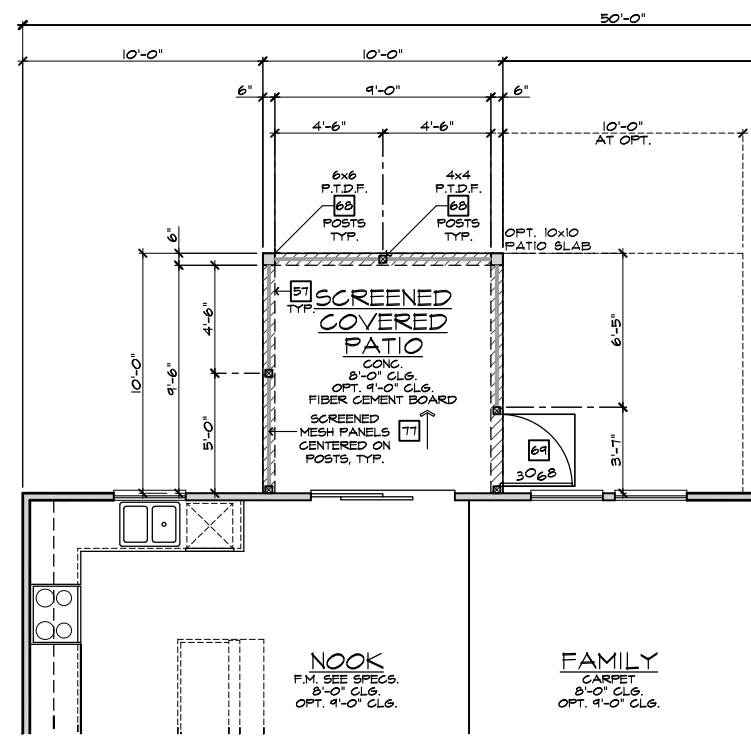 50'-0"
10'-0" 10'-0"
6" 9'-0" 6"
4'-6" 4'-6" 10'-0"
AT OPT.
6x6
P.T.D.F.
68
POSTS
TYP.
4x4
P.T.D.F.
68
POSTS
TYP.
OPT. 10x10
PATIO SLAB
6"
10'-0"
9'-6"
4'-6"
5'-0"
57
TYP.
SCREENED
COVERED
PATIO
CONC.
8'-0" CLG.
OPT. 9'-0" CLG.
FIBER CEMENT BOARD
SCREENED
MESH PANELS
CENTERED ON
POSTS, TYP.
77
6'-5"
3'-7"
69
3068
NOOK
F.M. SEE SPECS.
8'-0" CLG.
OPT. 9'-0" CLG.
FAMILY
CARPET
8'-0" CLG.
OPT. 9'-0" CLG.